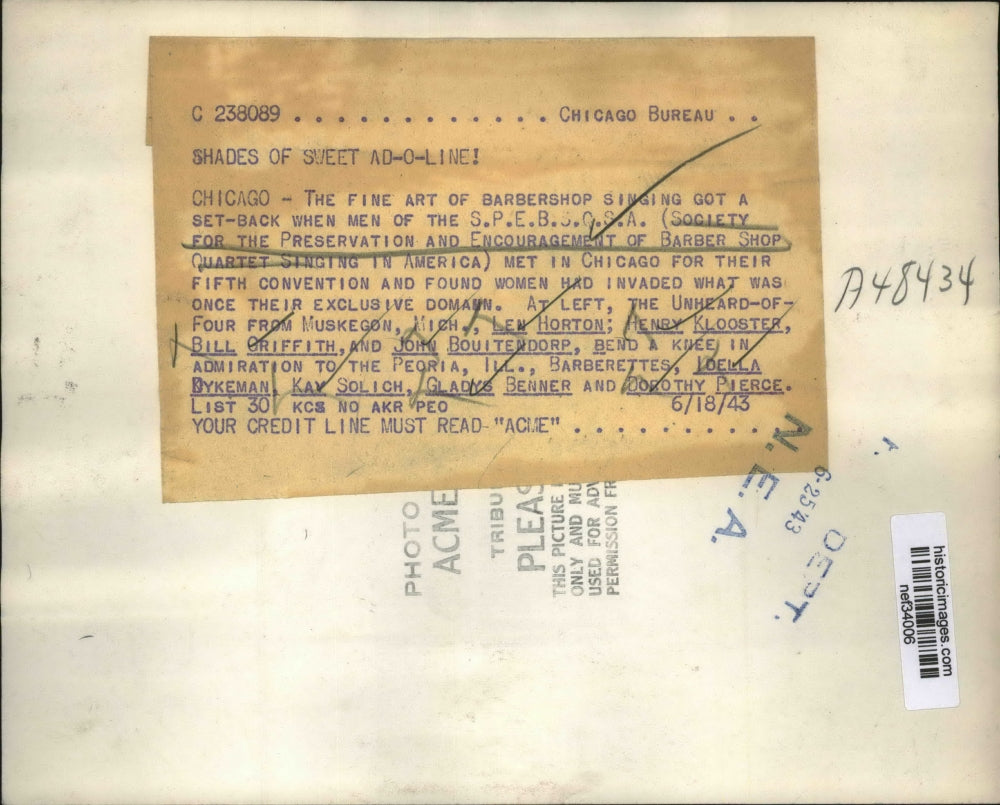 C 238089 . . . . . . . . . . . . . CHICAGO BUREAU . .
SHADES OF SWEET AD-O-LINE!
CHICAGO - THE FINE ART OF BARBERSHOP SINGING GOT A
SET-BACK WHEN MEN OF THE S.P.E.B.S.Q.S.A. (SOCIETY
FOR THE PRESERVATION AND ENCOURAGEMENT OF BARBER SHOP
QUARTET SINGING IN AMERICA) MET IN CHICAGO FOR THEIR
FIFTH CONVENTION AND FOUND WOMEN HAD INVADED WHAT WAS
ONCE THEIR EXCLUSIVE DOMAIN. AT LEFT, THE UNHEARD-OF-
FOUR FROM MUSKEGON, MICH., LEN HORTON; HENRY KLOOSTER,
BILL GRIFFITH, AND JOHN BOUITENDORP, BEND A KNEE IN
ADMIRATION TO THE PEORIA, ILL., BARBERETTES, LOELLA
DYKEMAN, KAY SOLICH, GLADYS BENNER AND DOROTHY PIERCE.
LIST 30 KCS NO AKR PEO 6/18/43
YOUR CREDIT LINE MUST READ-"ACME" . . . . . . . . . .
A48434
N. E. A.
6-25 43
DEPT.
PHOTO
ACME
TRIBU
PLEAS
THIS PICTURE
ONLY AND MU
USED FOR ADV
PERMISSION FR
historicimages.com
nef34006